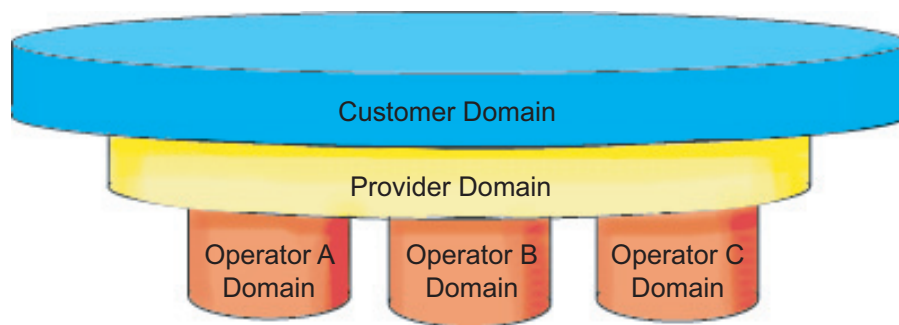 Customer Domain
Provider Domain
Operator A
Domain
Operator B
Domain
Operator C
Domain